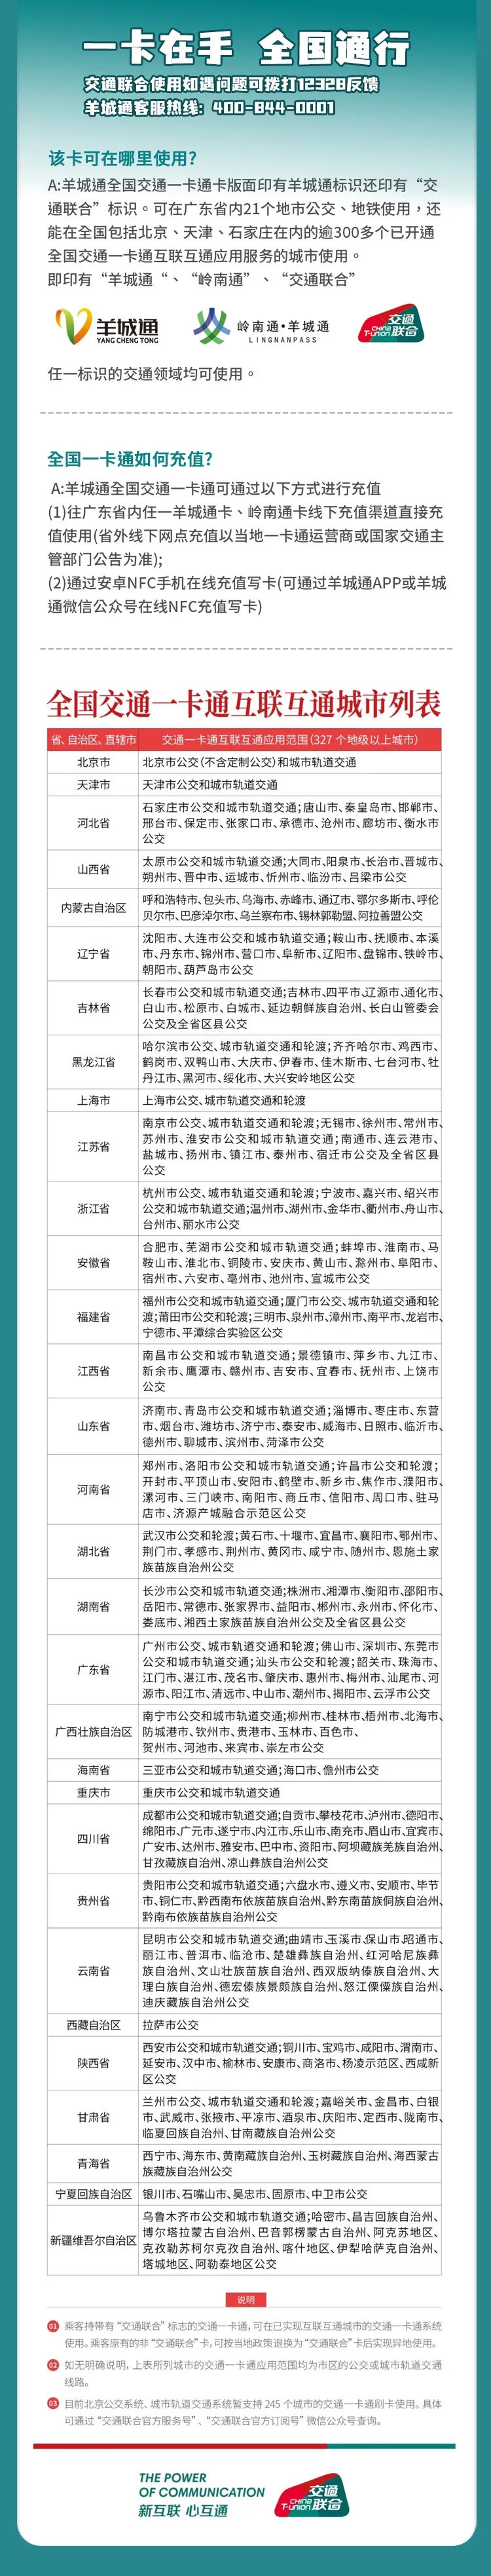 一卡在手 全国通行
交通联合使用如遇问题可拨打12328反馈
羊城通客服热线: 400-844-0001
该卡可在哪里使用?
A:羊城通全国交通一卡通卡版面印有羊城通标识还印有“交
通联合”标识。可在广东省内21个地市公交、地铁使用，还
能在全国包括北京、天津、石家庄在内的逾300多个已开通
全国交通一卡通互联互通应用服务的城市使用。
即印有“羊城通“、“岭南通”、“交通联合”
羊城通
YANG CHENG TONG
岭南通·羊城通
LINGNANPASS
交通
CHINA
T-UNION 联合
任一标识的交通领域均可使用。
全国一卡通如何充值?
A:羊城通全国交通一卡通可通过以下方式进行充值
(1)往广东省内任一羊城通卡、岭南通卡线下充值渠道直接充
值使用(省外线下网点充值以当地一卡通运营商或国家交通主
管部门公告为准);
(2)通过安卓NFC手机在线充值写卡(可通过羊城通APP或羊城
通微信公众号在线NFC充值写卡)
全国交通一卡通互联互通城市列表
省、自治区、直辖市 交通一卡通互联互通应用范围(327 个地级以上城市)
北京市 北京市公交(不含定制公交)和城市轨道交通
天津市 天津市公交和城市轨道交通
河北省 石家庄市公交和城市轨道交通;唐山市、秦皇岛市、邯郸市、
邢台市、保定市、张家口市、承德市、沧州市、廊坊市、衡水市
公交
山西省 太原市公交和城市轨道交通;大同市、阳泉市、长治市、晋城市、
朔州市、晋中市、运城市、忻州市、临汾市、吕梁市公交
内蒙古自治区 呼和浩特市、包头市、乌海市、赤峰市、通辽市、鄂尔多斯市、呼伦
贝尔市、巴彦淖尔市、乌兰察布市、锡林郭勒盟、阿拉善盟公交
辽宁省 沈阳市、大连市公交和城市轨道交通;鞍山市、抚顺市、本溪
市、丹东市、锦州市、营口市、阜新市、辽阳市、盘锦市、铁岭市、
朝阳市、葫芦岛市公交
吉林省 长春市公交和城市轨道交通;吉林市、四平市、辽源市、通化市、
白山市、松原市、白城市、延边朝鲜族自治州、长白山管委会
公交及全省区县公交
黑龙江省 哈尔滨市公交、城市轨道交通和轮渡;齐齐哈尔市、鸡西市、
鹤岗市、双鸭山市、大庆市、伊春市、佳木斯市、七台河市、牡
丹江市、黑河市、绥化市、大兴安岭地区公交
上海市 上海市公交、城市轨道交通和轮渡
江苏省 南京市公交、城市轨道交通和轮渡;无锡市、徐州市、常州市、
苏州市、淮安市公交和城市轨道交通;南通市、连云港市、
盐城市、扬州市、镇江市、泰州市、宿迁市公交及全省区县
公交
浙江省 杭州市公交、城市轨道交通和轮渡;宁波市、嘉兴市、绍兴市
公交和城市轨道交通;温州市、湖州市、金华市、衢州市、舟山市、
台州市、丽水市公交
安徽省 合肥市、芜湖市公交和城市轨道交通;蚌埠市、淮南市、马
鞍山市、淮北市、铜陵市、安庆市、黄山市、滁州市、阜阳市、
宿州市、六安市、亳州市、池州市、宣城市公交
福建省 福州市公交和城市轨道交通;厦门市公交、城市轨道交通和轮
渡;莆田市公交和轮渡;三明市、泉州市、漳州市、南平市、龙岩市、
宁德市、平潭综合实验区公交
江西省 南昌市公交和城市轨道交通;景德镇市、萍乡市、九江市、
新余市、鹰潭市、赣州市、吉安市、宜春市、抚州市、上饶市
公交
山东省 济南市、青岛市公交和城市轨道交通;淄博市、枣庄市、东营
市、烟台市、潍坊市、济宁市、泰安市、威海市、日照市、临沂市、
德州市、聊城市、滨州市、菏泽市公交
河南省 郑州市、洛阳市公交和城市轨道交通;许昌市公交和轮渡;
开封市、平顶山市、安阳市、鹤壁市、新乡市、焦作市、濮阳市、
漯河市、三门峡市、南阳市、商丘市、信阳市、周口市、驻马
店市、济源产城融合示范区公交
湖北省 武汉市公交和轮渡;黄石市、十堰市、宜昌市、襄阳市、鄂州市、
荆门市、孝感市、荆州市、黄冈市、咸宁市、随州市、恩施土家
族苗族自治州公交
湖南省 长沙市公交和城市轨道交通;株洲市、湘潭市、衡阳市、邵阳市、
岳阳市、常德市、张家界市、益阳市、郴州市、永州市、怀化市、
娄底市、湘西土家族苗族自治州公交及全省区县公交
广东省 广州市公交、城市轨道交通和轮渡;佛山市、深圳市、东莞市
公交和城市轨道交通;汕头市公交和轮渡;韶关市、珠海市、
江门市、湛江市、茂名市、肇庆市、惠州市、梅州市、汕尾市、河
源市、阳江市、清远市、中山市、潮州市、揭阳市、云浮市公交
广西壮族自治区 南宁市公交和城市轨道交通;柳州市、桂林市、梧州市、北海市、
防城港市、钦州市、贵港市、玉林市、百色市、
贺州市、河池市、来宾市、崇左市公交
海南省 三亚市公交和城市轨道交通;海口市、儋州市公交
重庆市 重庆市公交和城市轨道交通
四川省 成都市公交和城市轨道交通;自贡市、攀枝花市、泸州市、德阳市、
绵阳市、广元市、遂宁市、内江市、乐山市、南充市、眉山市、宜宾市、
广安市、达州市、雅安市、巴中市、资阳市、阿坝藏族羌族自治州、
甘孜藏族自治州、凉山彝族自治州公交
贵州省 贵阳市公交和城市轨道交通;六盘水市、遵义市、安顺市、毕节
市、铜仁市、黔西南布依族苗族自治州、黔东南苗族侗族自治州、
黔南布依族苗族自治州公交
云南省 昆明市公交和城市轨道交通;曲靖市、玉溪市、保山市、昭通市、
丽江市、普洱市、临沧市、楚雄彝族自治州、红河哈尼族彝
族自治州、文山壮族苗族自治州、西双版纳傣族自治州、大
理白族自治州、德宏傣族景颇族自治州、怒江傈僳族自治州、
迪庆藏族自治州公交
西藏自治区 拉萨市公交
陕西省 西安市公交和城市轨道交通;铜川市、宝鸡市、咸阳市、渭南市、
延安市、汉中市、榆林市、安康市、商洛市、杨凌示范区、西咸新
区公交
甘肃省 兰州市公交、城市轨道交通和轮渡;嘉峪关市、金昌市、白银
市、武威市、张掖市、平凉市、酒泉市、庆阳市、定西市、陇南市、
临夏回族自治州、甘南藏族自治州公交
青海省 西宁市、海东市、黄南藏族自治州、玉树藏族自治州、海西蒙古
族藏族自治州公交
宁夏回族自治区 银川市、石嘴山市、吴忠市、固原市、中卫市公交
新疆维吾尔自治区 乌鲁木齐市公交和城市轨道交通;哈密市、昌吉回族自治州、
博尔塔拉蒙古自治州、巴音郭楞蒙古自治州、阿克苏地区、
克孜勒苏柯尔克孜自治州、喀什地区、伊犁哈萨克自治州、
塔城地区、阿勒泰地区公交
说明
01 乘客持带有“交通联合”标志的交通一卡通,可在已实现互联互通城市的交通一卡通系统
使用。乘客原有的非“交通联合”卡,可按当地政策退换为“交通联合”卡后实现异地使用。
02 如无明确说明,上表所列城市的交通一卡通应用范围均为市区的公交或城市轨道交通
线路。
03 目前北京公交系统、城市轨道交通系统暂支持 245 个城市的交通一卡通刷卡使用。具体
可通过“交通联合官方服务号”、“交通联合官方订阅号”微信公众号查询。
THE POWER
OF COMMUNICATION
新互联 心互通
交通
CHINA
T-UNION 联合